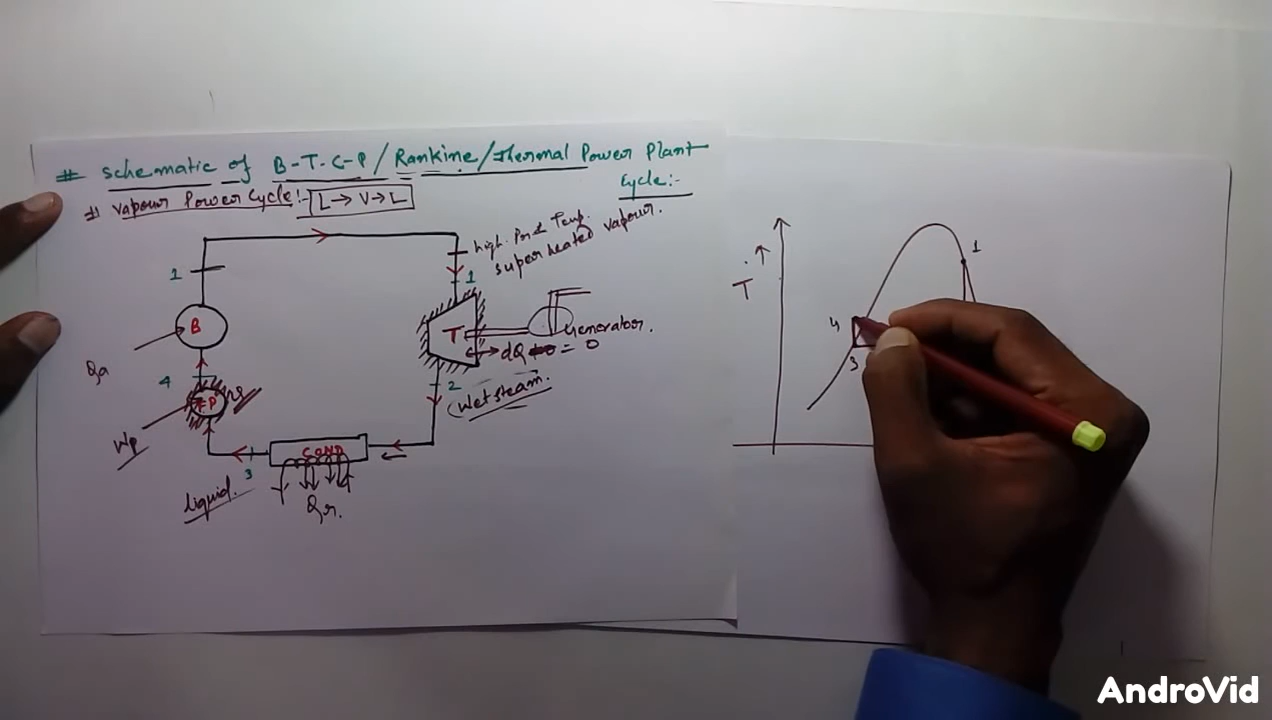 # Schematic of B-T-C-P/Rankine/Thermal Power Plant
Cycle:-
Vapour Power Cycle:- L→V→L
high. Pr. & Temp.
superheated vapour.
1
1
B
T
Generator.
dQ = 0
Qa
4
2
(Wet steam.
FP
Wp
COND
3
liquid.
Qr.
T ↑
1
4
3
AndroVid